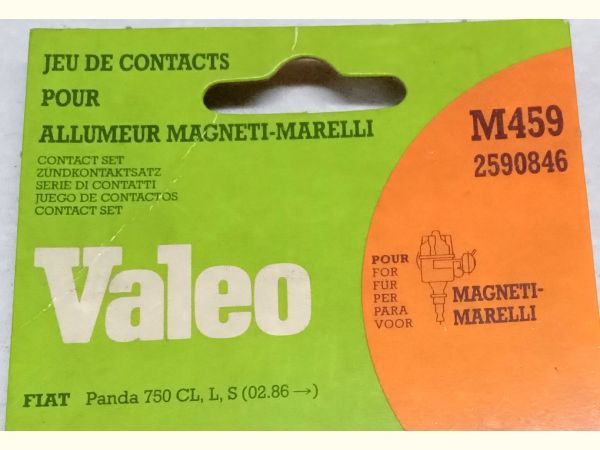 JEU DE CONTACTS
POUR
ALLUMEUR MAGNETI-MARELLI
CONTACT SET
ZÜNDKONTAKTSATZ
SERIE DI CONTATTI
JUEGO DE CONTACTOS
CONTACT SET
M459
2590846
Valeo
POUR
FOR
FÜR
PER
PARA
VOOR
MAGNETI-
MARELLI
FIAT Panda 750 CL, L, S (02.86 →)